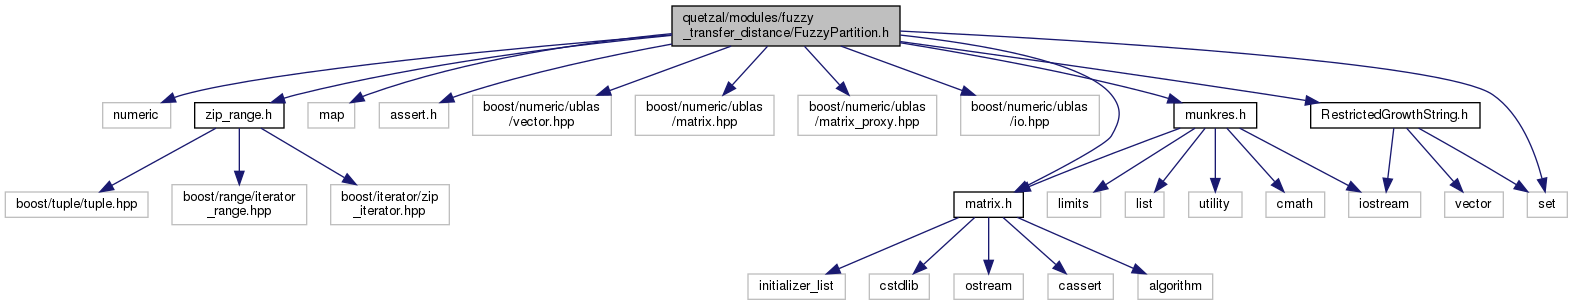 quetzal/modules/fuzzy
_transfer_distance/FuzzyPartition.h
numeric
zip_range.h
map
assert.h
boost/numeric/ublas
/vector.hpp
boost/numeric/ublas
/matrix.hpp
boost/numeric/ublas
/matrix_proxy.hpp
boost/numeric/ublas
/io.hpp
munkres.h
RestrictedGrowthString.h
boost/tuple/tuple.hpp
boost/range/iterator
_range.hpp
boost/iterator/zip
_iterator.hpp
matrix.h
limits
list
utility
cmath
iostream
vector
set
initializer_list
cstdlib
ostream
cassert
algorithm